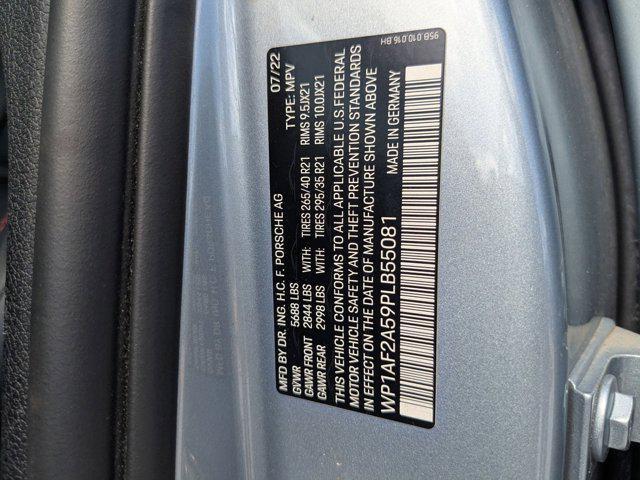 MFD BY DR. ING. H.C. F. PORSCHE AG 07/22
GVWR 5688 LBS TYPE: MPV
GAWR FRONT 2844 LBS WITH: TIRES 265/40 R21 RIMS 9.5JX21
GAWR REAR 2998 LBS WITH: TIRES 295/35 R21 RIMS 10.0JX21
THIS VEHICLE CONFORMS TO ALL APPLICABLE U.S.FEDERAL
MOTOR VEHICLE SAFETY AND THEFT PREVENTION STANDARDS
IN EFFECT ON THE DATE OF MANUFACTURE SHOWN ABOVE
MADE IN GERMANY
WP1AF2A59PLB55081
95B.010.016.BH